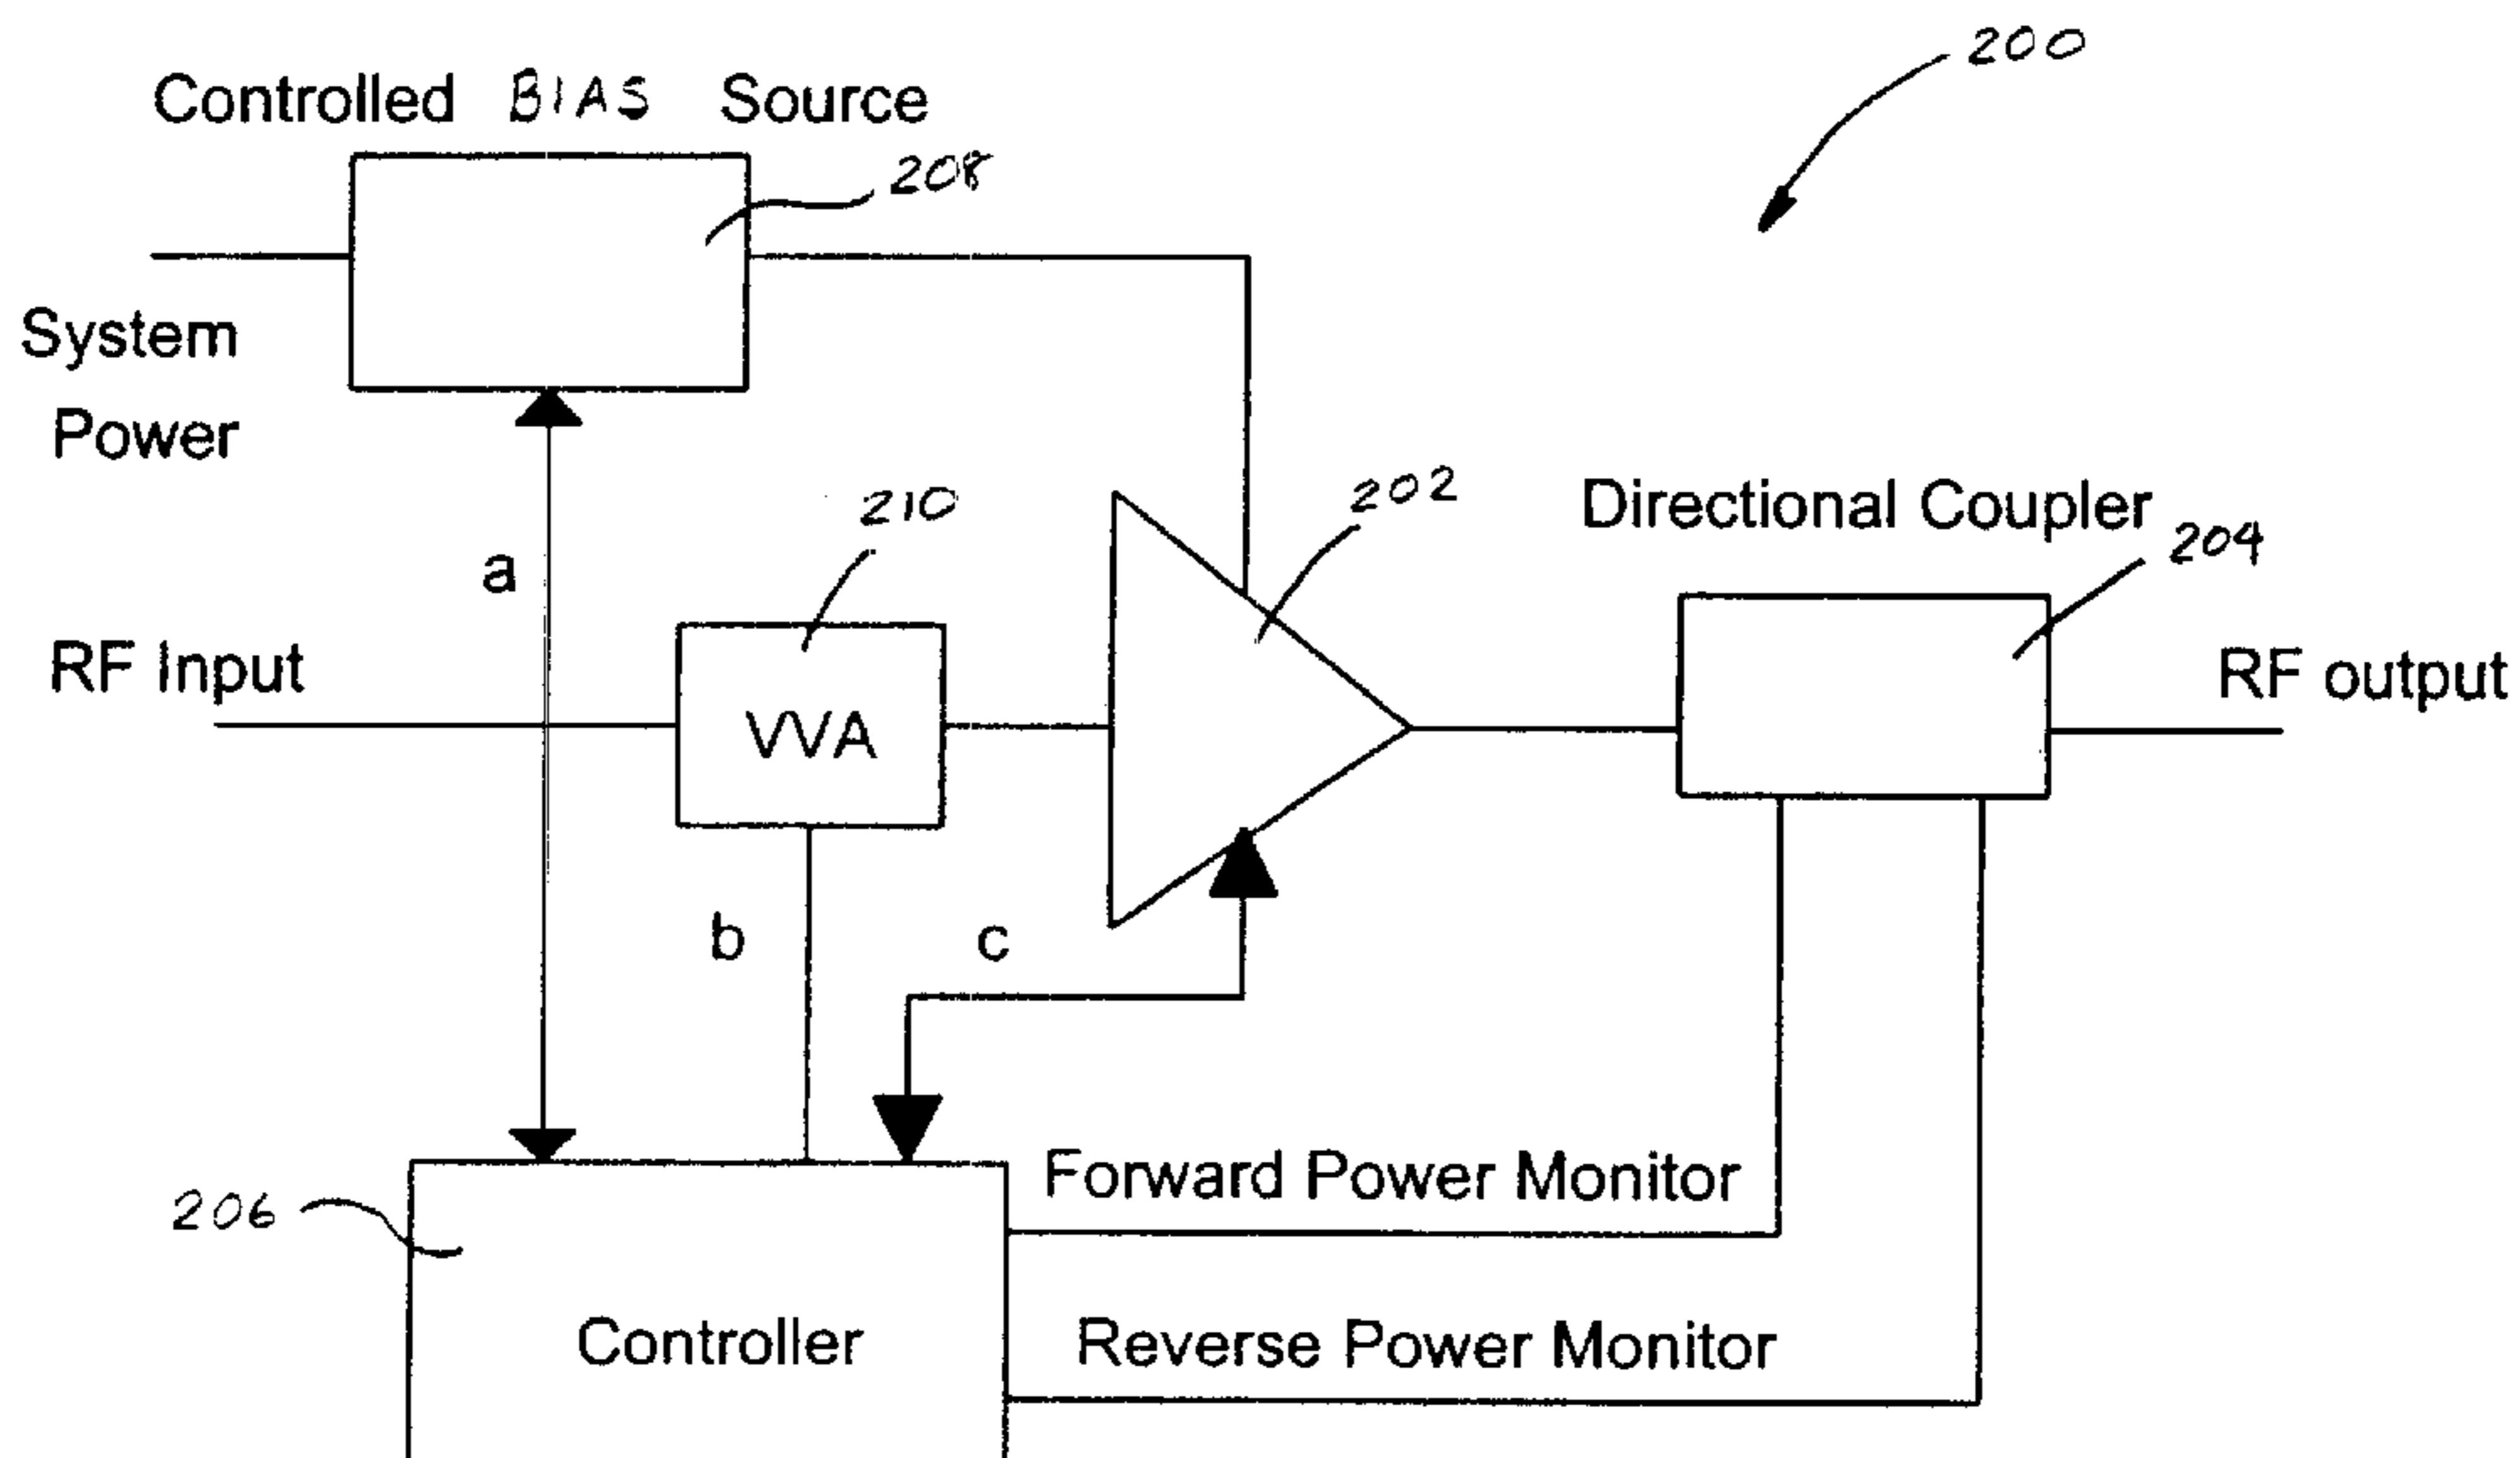 200
Controlled BIAS Source
208
System
Power
210
202
Directional Coupler
204
a
RF Input
RF output
VVA
b
c
Forward Power Monitor
206
Controller
Reverse Power Monitor